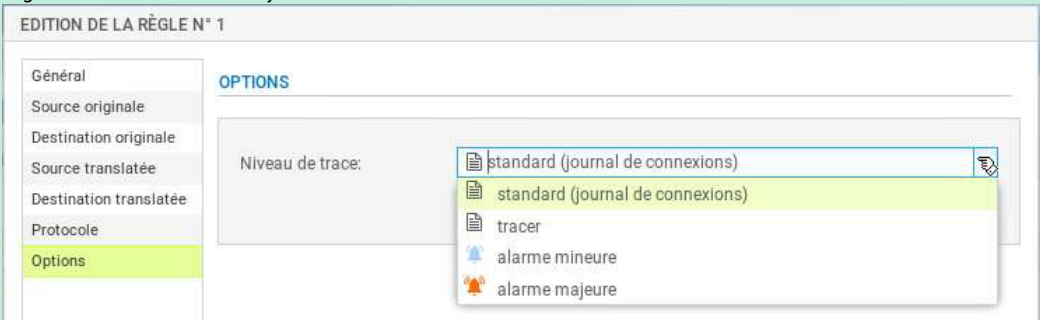 EDITION DE LA RÈGLE N° 1
Général
Source originale
Destination originale
Source translatée
Destination translatée
Protocole
Options
OPTIONS
Niveau de trace:
standard (journal de connexions)
standard (journal de connexions)
tracer
alarme mineure
alarme majeure